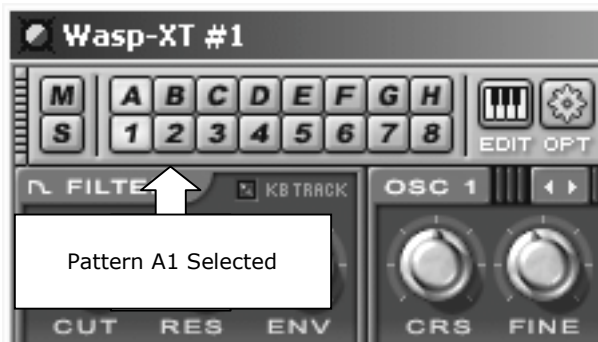 Wasp-XT #1
M A B C D E F G H
S 1 2 3 4 5 6 7 8
EDIT OPT
FILTE KB TRACK OSC 1
Pattern A1 Selected
CUT RES ENV CRS FINE